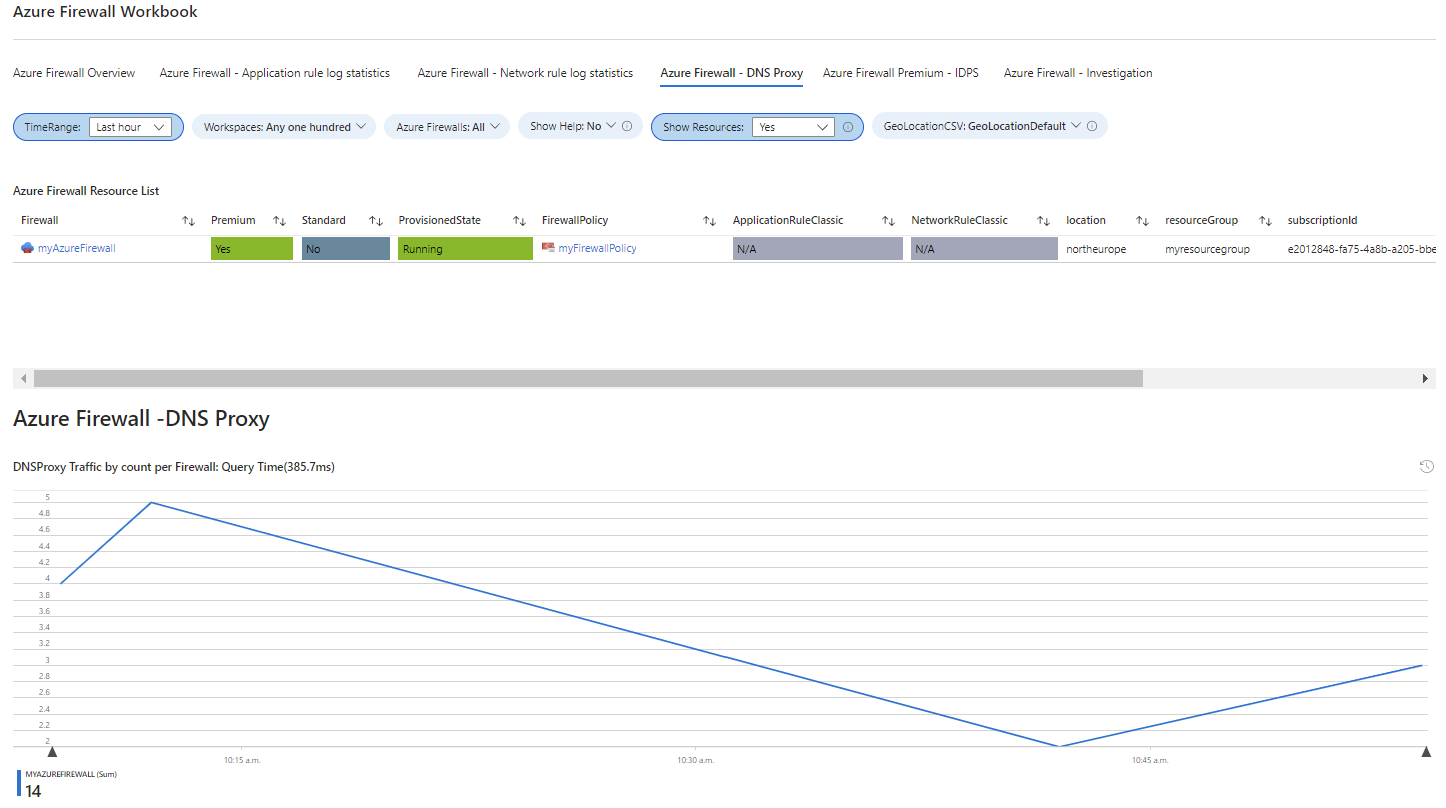 Azure Firewall Workbook
Azure Firewall Overview Azure Firewall - Application rule log statistics Azure Firewall - Network rule log statistics Azure Firewall - DNS Proxy Azure Firewall Premium - IDPS Azure Firewall - Investigation
TimeRange: Last hour Workspaces: Any one hundred Azure Firewalls: All Show Help: No Show Resources: Yes GeoLocationCSV: GeoLocationDefault
Azure Firewall Resource List
Firewall Premium Standard ProvisionedState FirewallPolicy ApplicationRuleClassic NetworkRuleClassic location resourceGroup subscriptionId
myAzureFirewall Yes No Running myFirewallPolicy N/A N/A northeurope myresourcegroup e2012848-fa75-4a8b-a205-bbe
Azure Firewall -DNS Proxy
DNSProxy Traffic by count per Firewall: Query Time(385.7ms)
5
4.8
4.6
4.4
4.2
4
3.8
3.6
3.4
3.2
3
2.8
2.6
2.4
2.2
2
10:15 a.m. 10:30 a.m. 10:45 a.m.
MYAZUREFIREWALL (Sum)
14